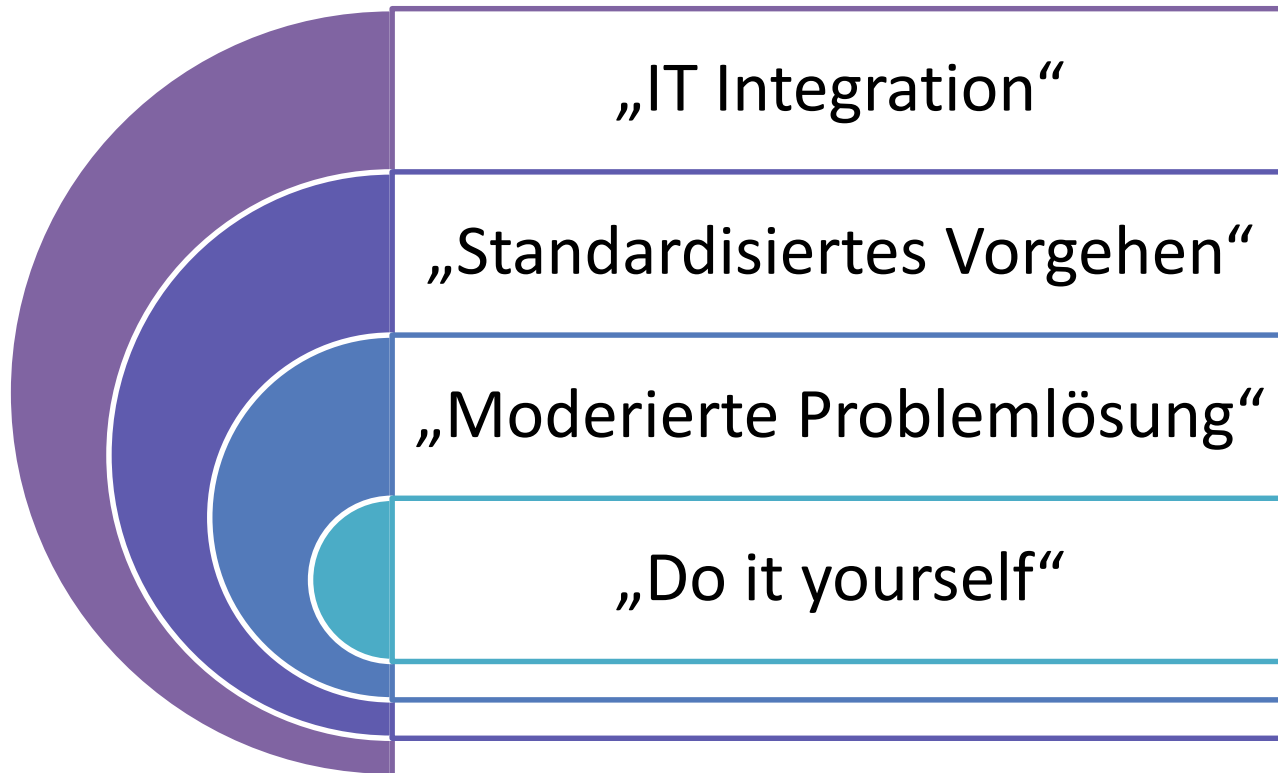 „IT Integration“
„Standardisiertes Vorgehen“
„Moderierte Problemlösung“
„Do it yourself“